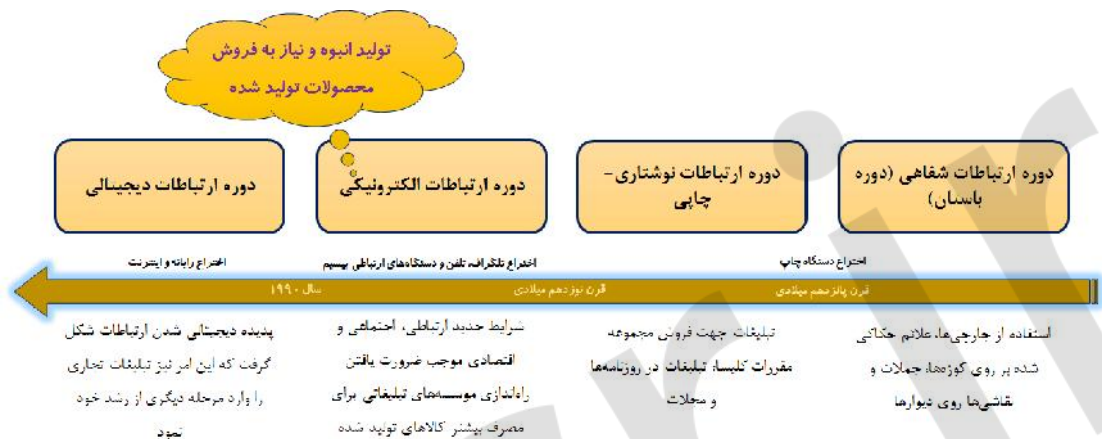 تولید انبوه و نیاز به فروش
محصولات تولید شده
دوره ارتباطات شفاهی (دوره
باستان)
دوره ارتباطات نوشتاری-
چاپی
دوره ارتباطات الکترونیکی
دوره ارتباطات دیجیتالی
اختراع دستگاه چاپ
اختراع تلگراف، تلفن و دستگاه‌های ارتباطی بیسیم
اختراع رایانه و اینترنت
قرن پانزدهم میلادی
قرن نوزدهم میلادی
سال ۱۹۹۰
استفاده از جارچی‌ها، علائم حکاکی
شده بر روی کوزه‌ها، جملات و
نقاشی‌ها روی دیوارها
تبلیغات جهت فروش مجموعه
مقررات کلیسا، تبلیغات در روزنامه‌ها
و مجلات
شرایط جدید ارتباطی، اجتماعی و
اقتصادی موجب ضرورت یافتن
راه‌اندازی موسسه‌های تبلیغاتی برای
مصرف بیشتر کالاهای تولید شده
پدیده دیجیتالی شدن ارتباطات شکل
گرفت که این امر نیز تبلیغات تجاری
را وارد مرحله دیگری از رشد خود
نمود